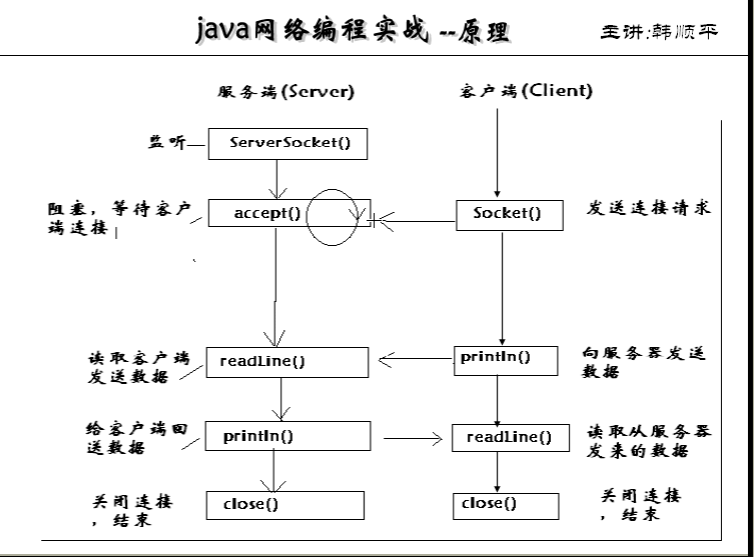 java网络编程实战 --原理
主讲:韩顺平
服务端(Server)
客户端(Client)
监听
ServerSocket()
阻塞，等待客户
端连接
accept()
Socket()
发送连接请求
读取客户端
发送数据
readLine()
println()
向服务器发送
数据
给客户端回
送数据
println()
readLine()
读取从服务器
发来的数据
关闭连接
，结束
close()
close()
关闭连接
，结束